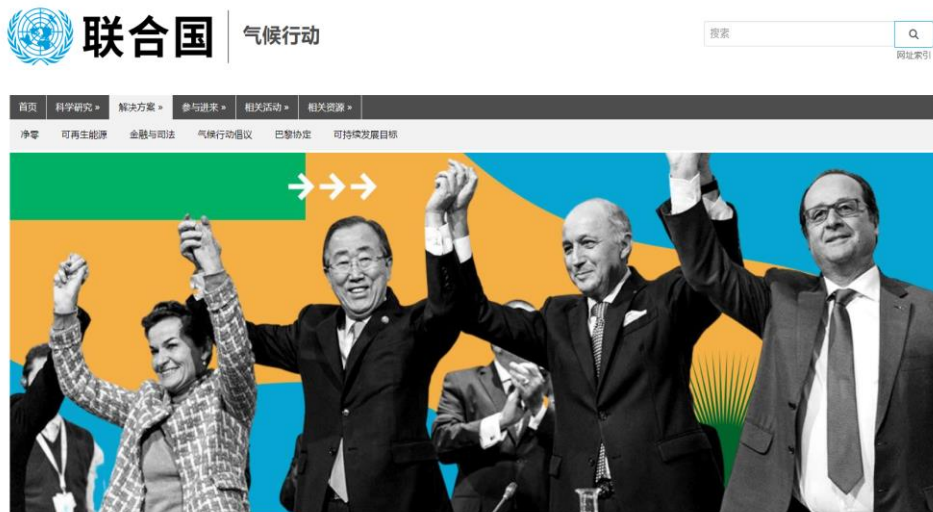 联合国 气候行动
搜索
网址索引
首页 科学研究 » 解决方案 » 参与进来 » 相关活动 » 相关资源 »
净零 可再生能源 金融与司法 气候行动倡议 巴黎协定 可持续发展目标